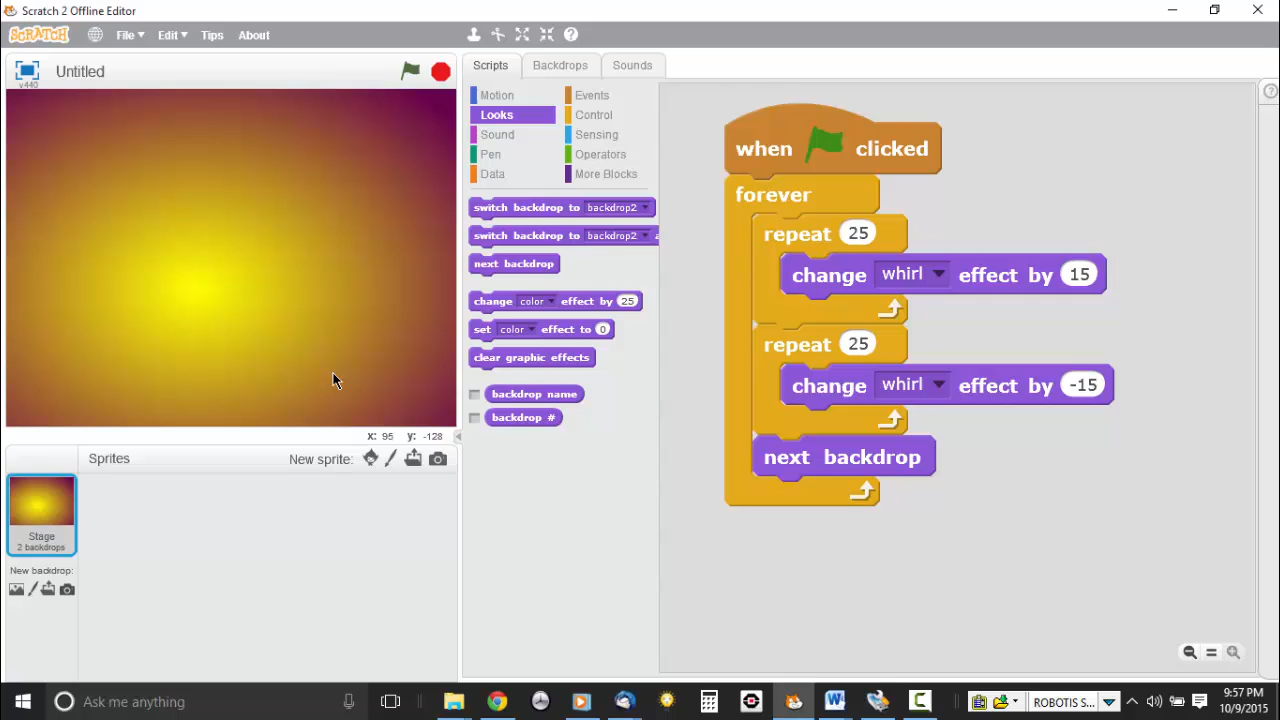 Scratch 2 Offline Editor
SCRATCH File Edit Tips About
v440 Untitled
Scripts Backdrops Sounds
Motion Events
Looks Control
Sound Sensing
Pen Operators
Data More Blocks
switch backdrop to backdrop2
switch backdrop to backdrop2 a
next backdrop
change color effect by 25
set color effect to 0
clear graphic effects
backdrop name
backdrop #
when clicked
forever
repeat 25
change whirl effect by 15
repeat 25
change whirl effect by -15
next backdrop
x: 95 y: -128
Sprites New sprite:
Stage
2 backdrops
New backdrop:
Ask me anything
ROBOTIS S...
9:57 PM
10/9/2015